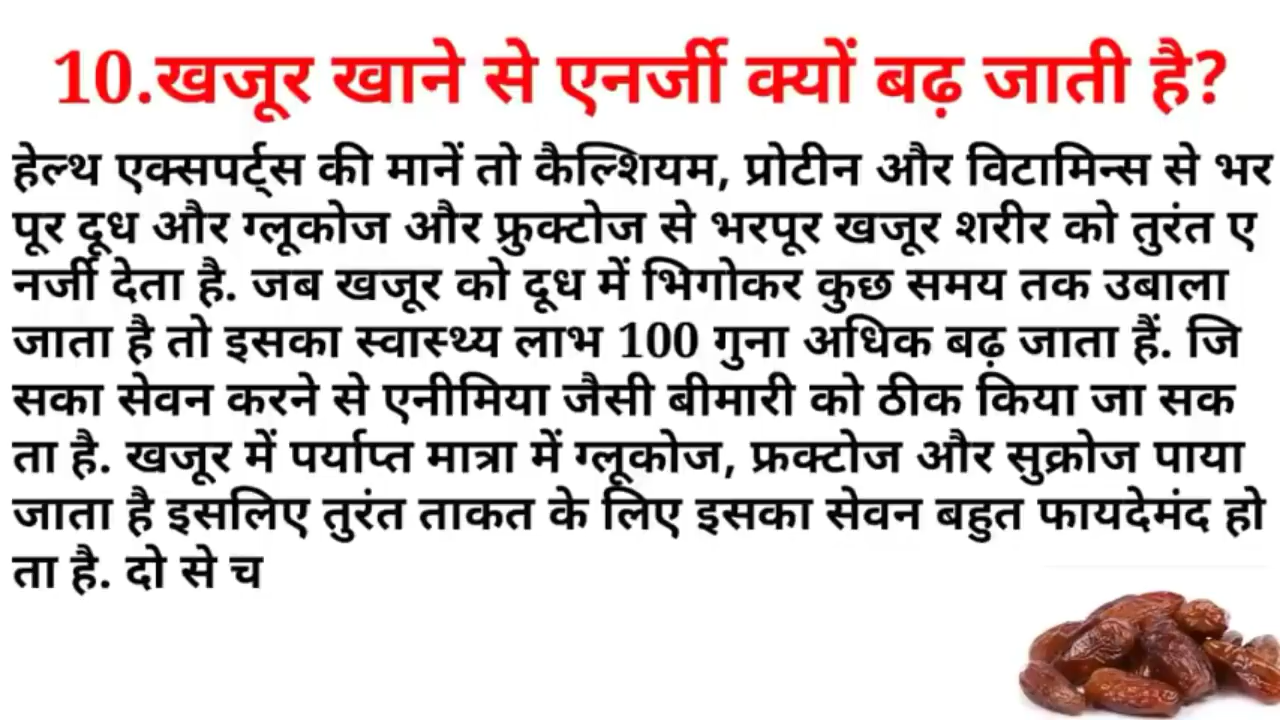 10.खजूर खाने से एनर्जी क्यों बढ़ जाती है?
हेल्थ एक्सपर्ट्स की मानें तो कैल्शियम, प्रोटीन और विटामिन्स से भर
पूर दूध और ग्लूकोज और फ्रुक्टोज से भरपूर खजूर शरीर को तुरंत ए
नर्जी देता है. जब खजूर को दूध में भिगोकर कुछ समय तक उबाला
जाता है तो इसका स्वास्थ्य लाभ 100 गुना अधिक बढ़ जाता हैं. जि
सका सेवन करने से एनीमिया जैसी बीमारी को ठीक किया जा सक
ता है. खजूर में पर्याप्त मात्रा में ग्लूकोज, फ्रक्टोज और सुक्रोज पाया
जाता है इसलिए तुरंत ताकत के लिए इसका सेवन बहुत फायदेमंद हो
ता है. दो से च